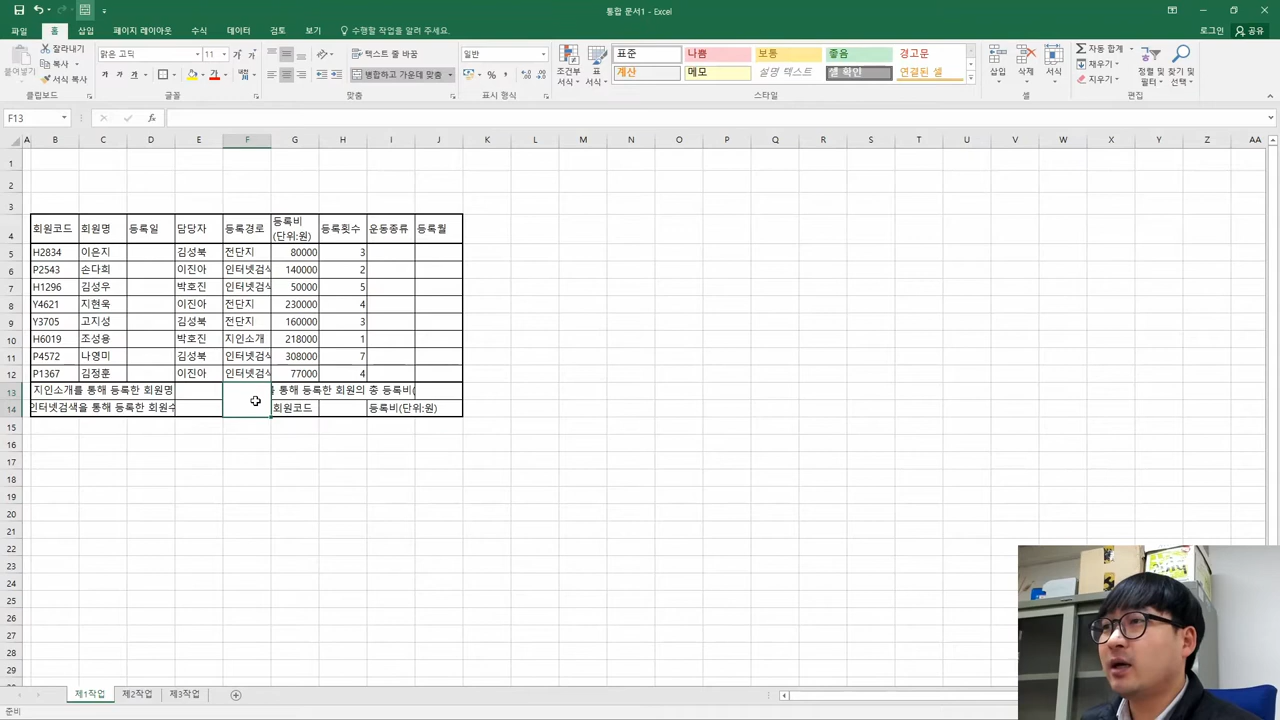 통합 문서1 - Excel
로그인 공유
파일 홈 삽입 페이지 레이아웃 수식 데이터 검토 보기 수행할 작업을 알려 주세요.
붙여넣기 잘라내기 복사 서식 복사 클립보드
맑은 고딕 11 가 가 가 가 가 가 가 글꼴
텍스트 줄 바꿈 병합하고 가운데 맞춤 맞춤
일반 % 표시 형식
조건부 서식 표 서식
표준 나쁨 보통 좋음 경고문
계산 메모 설명 텍스트 셀 확인 연결된 셀
스타일
삽입 삭제 서식 셀
자동 합계 채우기 지우기 정렬 및 필터 찾기 및 선택 편집
F13 fx
A B C D E F G H I J K L M N O P Q R S T U V W X Y Z AA
1
2
3
4 회원코드 회원명 등록일 담당자 등록경로 등록비 (단위:원) 등록횟수 운동종류 등록월
5 H2834 이은지 김성북 전단지 80000 3
6 P2543 손다희 이진아 인터넷검색 140000 2
7 H1296 김성우 박호진 인터넷검색 50000 5
8 Y4621 지현욱 이진아 전단지 230000 4
9 Y3705 고지성 김성북 전단지 160000 3
10 H6019 조성용 박호진 지인소개 218000 1
11 P4572 나영미 김성북 인터넷검색 308000 7
12 P1367 김정훈 이진아 인터넷검색 77000 4
13 지인소개를 통해 등록한 회원명 통해 등록한 회원의 총 등록비(
14 인터넷검색을 통해 등록한 회원수 회원코드 등록비(단위:원)
15
16
17
18
19
20
21
22
23
24
25
26
27
28
29
제1작업 제2작업 제3작업
준비